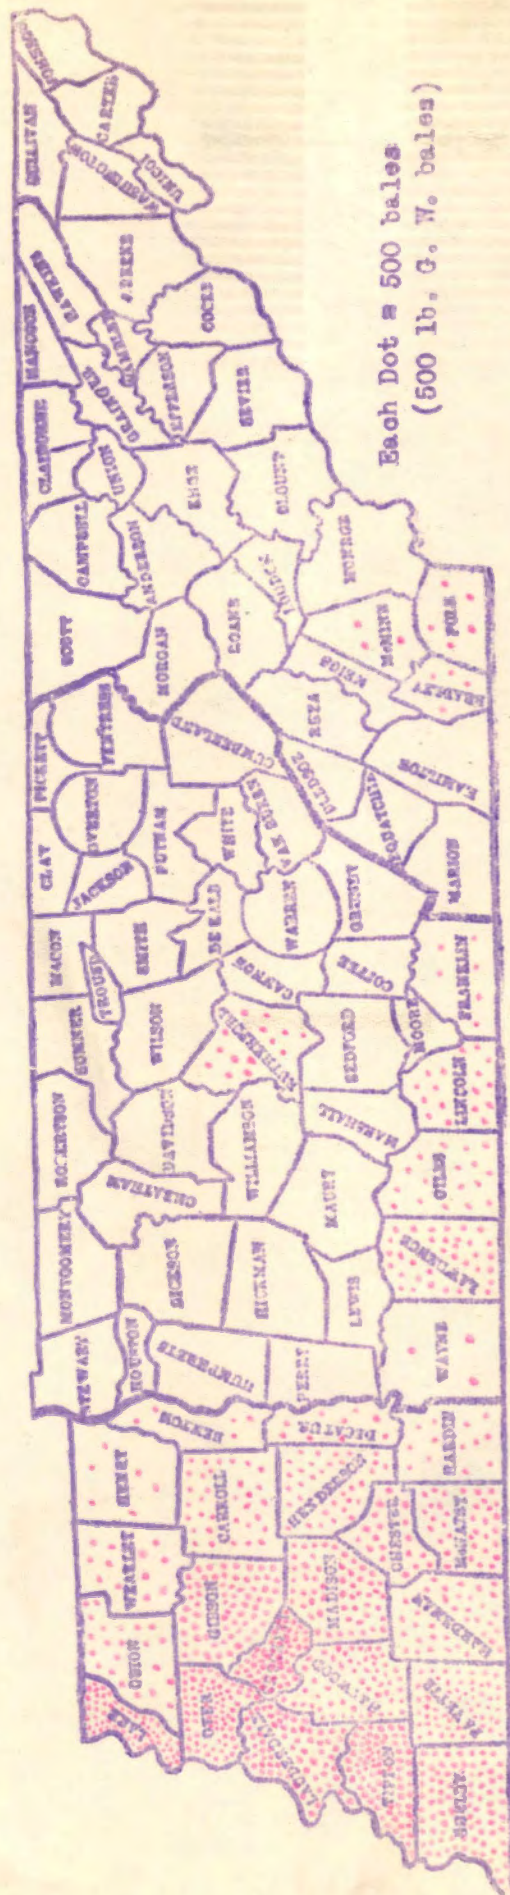 JOHNSON
SULLIVAN
CARTER
WASHINGTON
UNICOI
HAWKINS
GREENE
HANCOCK
HAMBLEN
COCKE
GRAINGER
JEFFERSON
CLAIBORNE
SEVIER
UNION
KNOX
BLOUNT
CAMPBELL
ANDERSON
LOUDEN
MONROE
SCOTT
MORGAN
ROANE
McMINN
POLK
MEIGS
BRADLEY
PICKETT
FENTRESS
CUMBERLAND
RHEA
HAMILTON
CLAY
OVERTON
PUTNAM
WHITE
VAN BUREN
BLEDSOE
SEQUATCHIE
MARION
JACKSON
MACON
SMITH
DE KALB
WARREN
GRUNDY
TROUSD
CANNON
COFFEE
FRANKLIN
SUMNER
WILSON
RUTHERFORD
BEDFORD
MOORE
LINCOLN
ROBERTSON
DAVIDSON
WILLIAMSON
MARSHALL
GILES
CHEATHAM
MAURY
MONTGOMERY
DICKSON
HICKMAN
LEWIS
LAWRENCE
STEWART
HOUSTON
HUMPHREYS
PERRY
WAYNE
BENTON
DECATUR
HARDIN
HENRY
CARROLL
HENDERSON
CHESTER
McNAIRY
WEAKLEY
GIBSON
MADISON
HARDEMAN
OBION
CROCKETT
HAYWOOD
FAYETTE
LAKE
DYER
LAUDERDALE
TIPTON
SHELBY
Each Dot = 500 bales
(500 lb. G. W. bales)